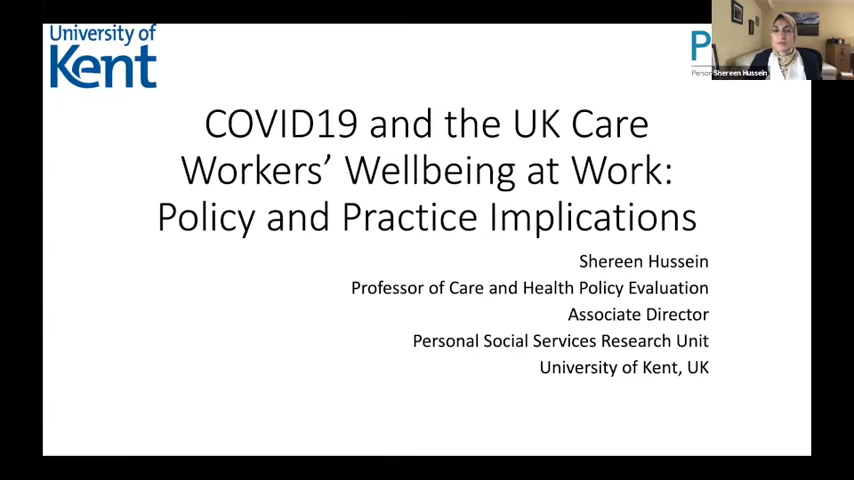 University of
Kent
P
Person
Shereen Hussein
COVID19 and the UK Care
Workers' Wellbeing at Work:
Policy and Practice Implications
Shereen Hussein
Professor of Care and Health Policy Evaluation
Associate Director
Personal Social Services Research Unit
University of Kent, UK